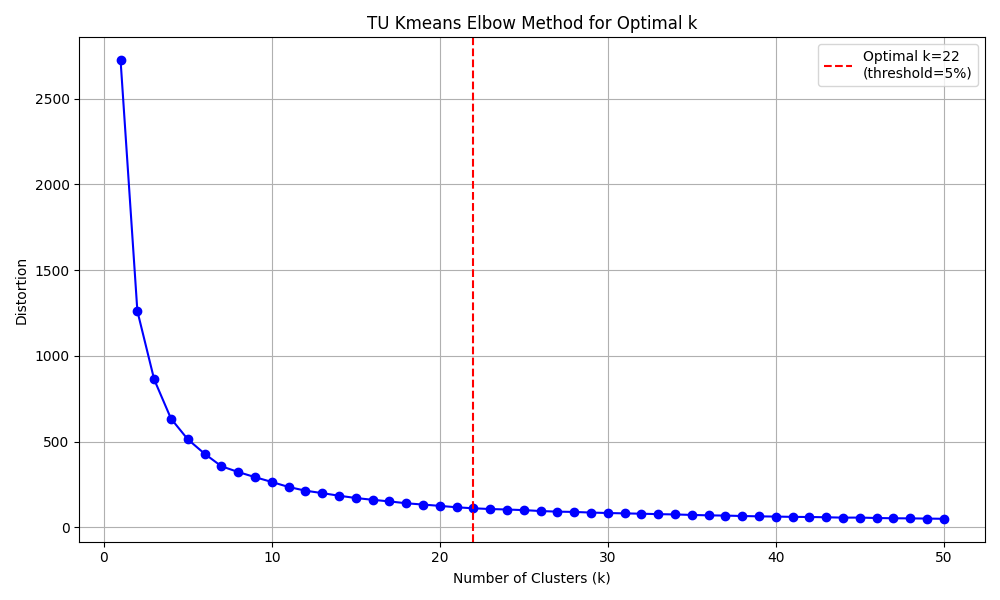 TU Kmeans Elbow Method for Optimal k
Optimal k=22
(threshold=5%)
2500
2000
1500
1000
500
0
Distortion
0 10 20 30 40 50
Number of Clusters (k)